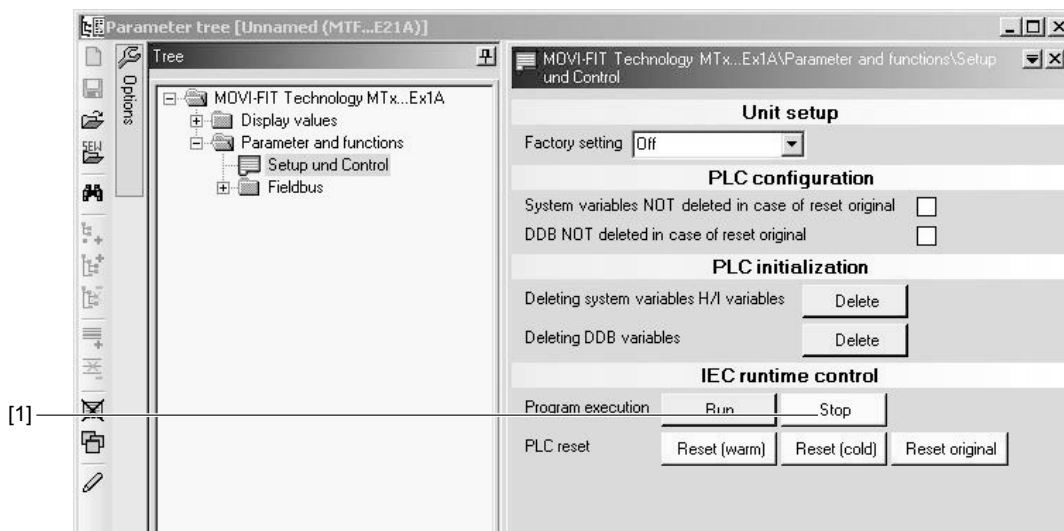 Parameter tree [Unnamed (MTF...E21A)]
Options
SEW
Tree
MOVI-FIT Technology MTx...Ex1A
Display values
Parameter and functions
Setup und Control
Fieldbus
MOVI-FIT Technology MTx...Ex1A\Parameter and functions\Setup
und Control
Unit setup
Factory setting Off
PLC configuration
System variables NOT deleted in case of reset original
DDB NOT deleted in case of reset original
PLC initialization
Deleting system variables H/I variables Delete
Deleting DDB variables Delete
IEC runtime control
[1] Program execution Run Stop
PLC reset Reset (warm) Reset (cold) Reset original